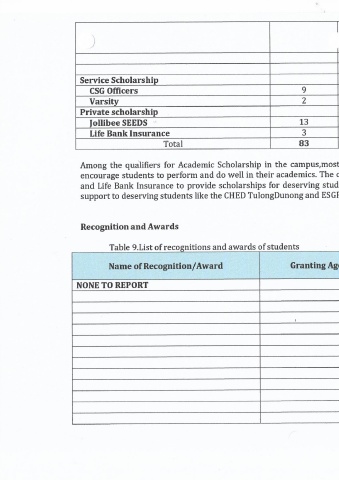 Service Scholarship
CSG Officers 9
Varsity 2
Private scholarship
Jollibee SEEDS 13
Life Bank Insurance 3
Total 83
Among the qualifiers for Academic Scholarship in the campus,most
encourage students to perform and do well in their academics. The
and Life Bank Insurance to provide scholarships for deserving
support to deserving students like the CHED TulongDunong and
Recognition and Awards
Table 9.List of recognitions and awards of students
Name of Recognition/Award Granting
NONE TO REPORT